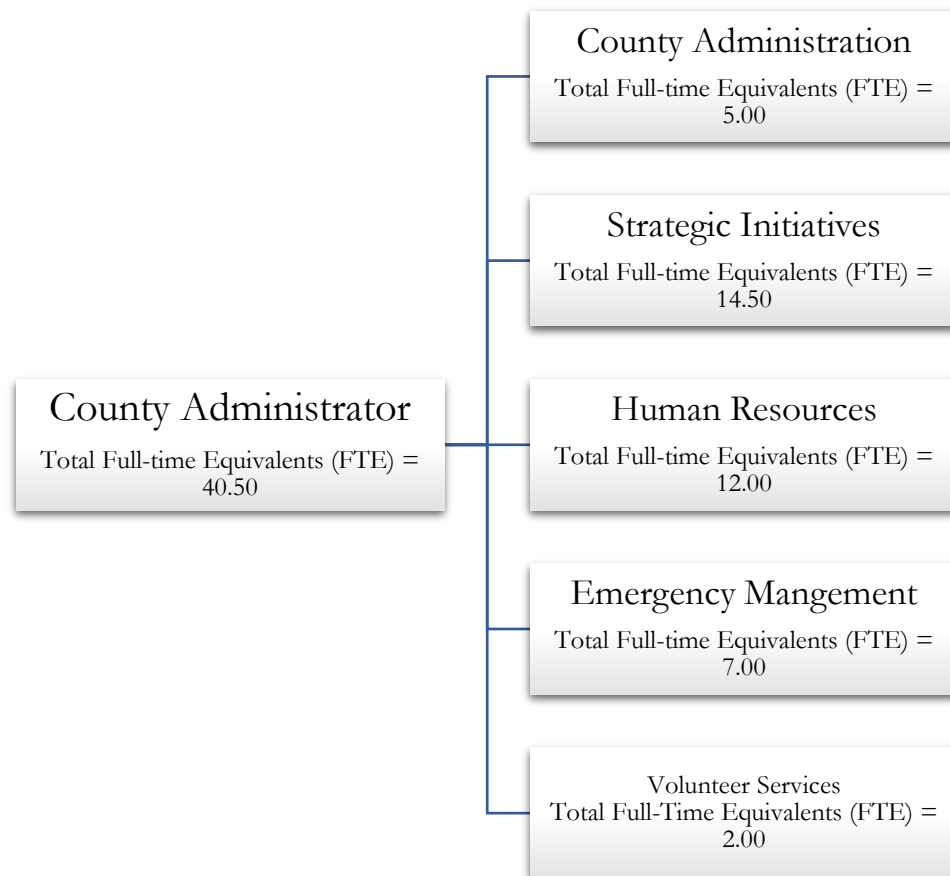 County Administration
Total Full-time Equivalents (FTE) =
5.00
Strategic Initiatives
Total Full-time Equivalents (FTE) =
14.50
County Administrator
Total Full-time Equivalents (FTE) =
40.50
Human Resources
Total Full-time Equivalents (FTE) =
12.00
Emergency Mangement
Total Full-time Equivalents (FTE) =
7.00
Volunteer Services
Total Full-Time Equivalents (FTE) =
2.00